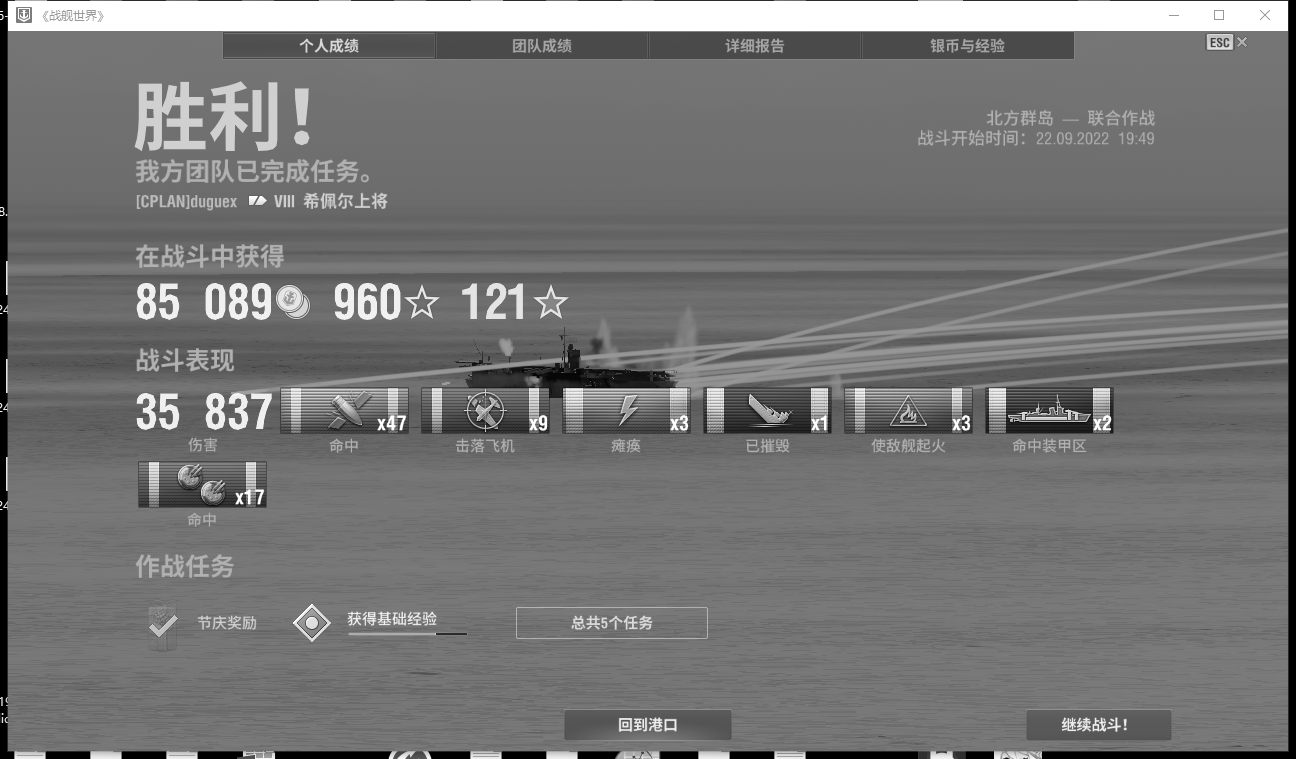 《战舰世界》
个人成绩 团队成绩 详细报告 银币与经验 ESC
胜利！
北方群岛 — 联合作战
战斗开始时间：22.09.2022 19:49
我方团队已完成任务。
[CPLAN]duguex VIII 希佩尔上将
在战斗中获得
85 089 960 121
战斗表现
35 837 x47 x9 x3 x1 x3 x2
伤害 命中 击落飞机 瘫痪 已摧毁 使敌舰起火 命中装甲区
x17
命中
作战任务
节庆奖励 获得基础经验 总共5个任务
回到港口 继续战斗！